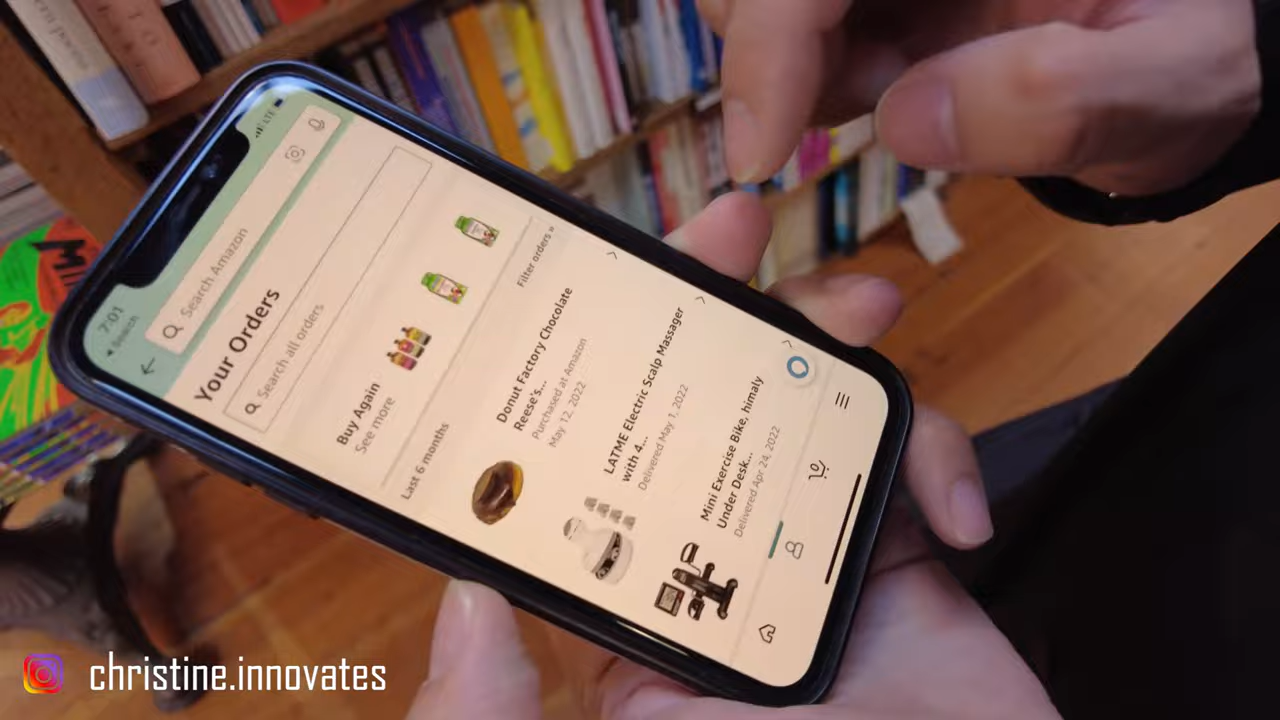 7:01
LTE
Search
Search Amazon
Your Orders
Search all orders
Buy Again
See more
Last 6 months
Filter orders »
Donut Factory Chocolate
Reese's...
Purchased at Amazon
May 12, 2022
LATME Electric Scalp Massager
with 4...
Delivered May 1, 2022
Mini Exercise Bike, himaly
Under Desk...
Delivered Apr 24, 2022
christine.innovates